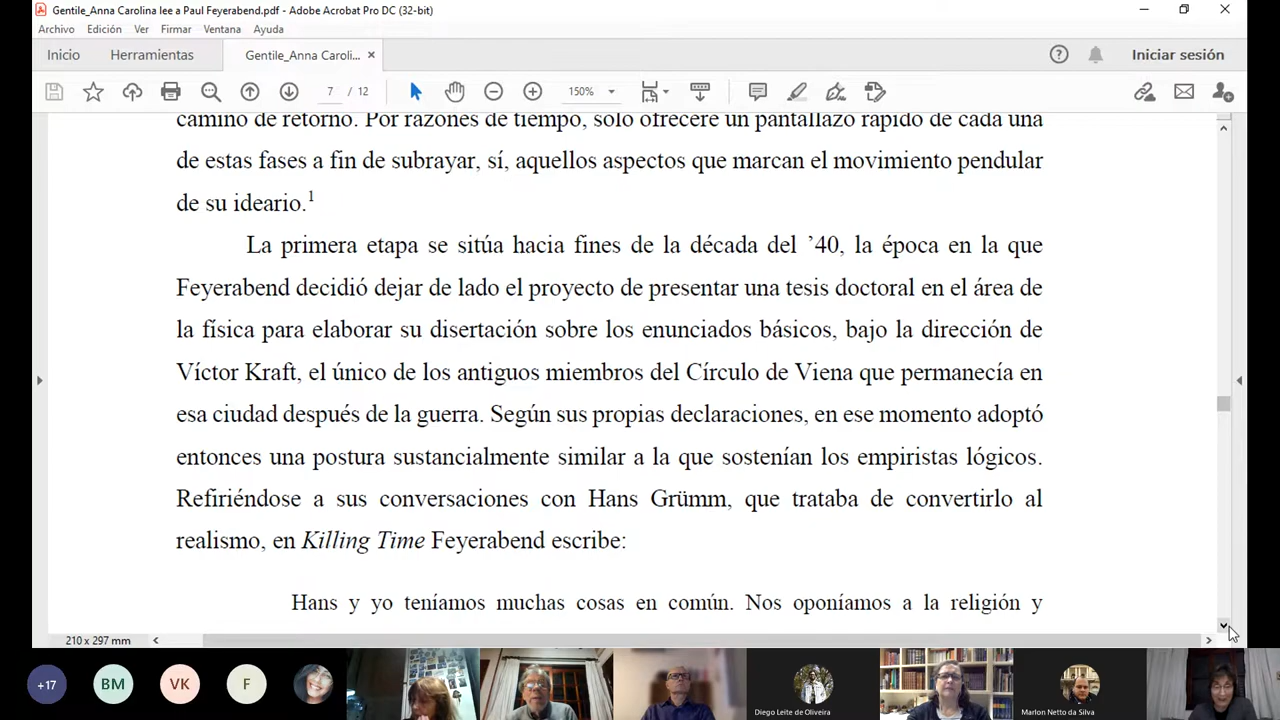 Gentile_Anna Carolina lee a Paul Feyerabend.pdf - Adobe Acrobat Pro DC (32-bit)
Archivo Edición Ver Firmar Ventana Ayuda
Inicio Herramientas Gentile_Anna Caroli... × Iniciar sesión
7 / 12 150%
camino de retorno. Por razones de tiempo, solo ofreceré un pantallazo rápido de cada una
de estas fases a fin de subrayar, sí, aquellos aspectos que marcan el movimiento pendular
de su ideario.1
La primera etapa se sitúa hacia fines de la década del ’40, la época en la que
Feyerabend decidió dejar de lado el proyecto de presentar una tesis doctoral en el área de
la física para elaborar su disertación sobre los enunciados básicos, bajo la dirección de
Víctor Kraft, el único de los antiguos miembros del Círculo de Viena que permanecía en
esa ciudad después de la guerra. Según sus propias declaraciones, en ese momento adoptó
entonces una postura sustancialmente similar a la que sostenían los empiristas lógicos.
Refiriéndose a sus conversaciones con Hans Grümm, que trataba de convertirlo al
realismo, en Killing Time Feyerabend escribe:
Hans y yo teníamos muchas cosas en común. Nos oponíamos a la religión y
210 x 297 mm
+17 BM VK F
Diego Leite de Oliveira
Marlon Netto da Silva